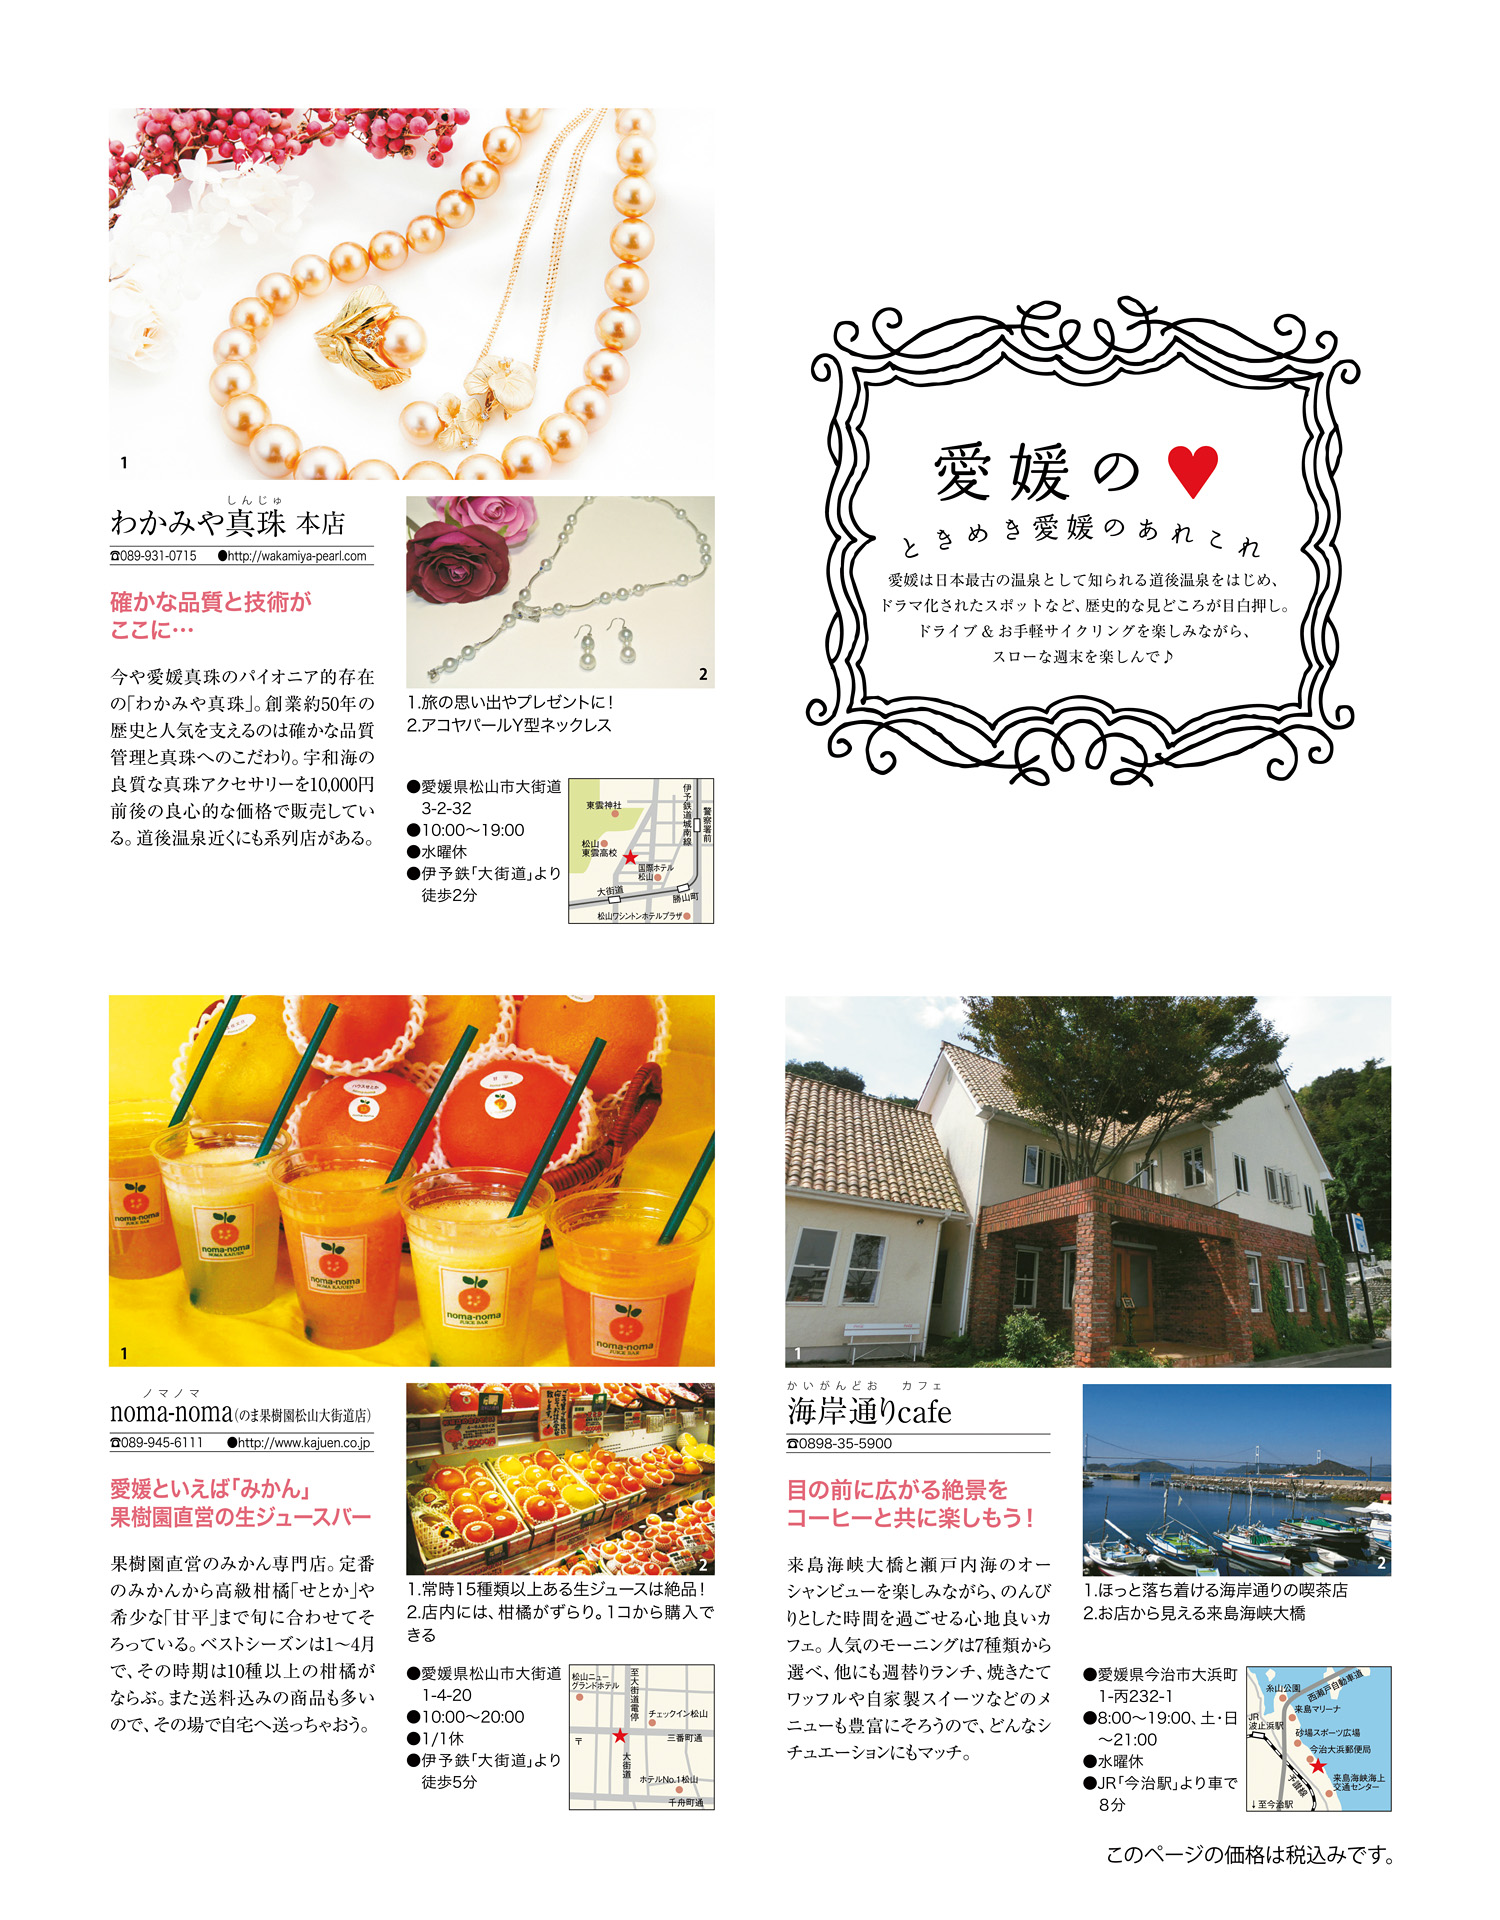 愛媛の♥
ときめき愛媛のあれこれ
愛媛は日本最古の温泉として知られる道後温泉をはじめ、
ドラマ化されたスポットなど、歴史的な見どころが目白押し。
ドライブ & お手軽サイクリングを楽しみながら、
スローな週末を楽しんで♪
1
しんじゅ
わかみや真珠 本店
☎089-931-0715 ●http://wakamiya-pearl.com
確かな品質と技術が
ここに…
今や愛媛真珠のパイオニア的存在
の「わかみや真珠」。創業約50年の
歴史と人気を支えるのは確かな品質
管理と真珠へのこだわり。宇和海の
良質な真珠アクセサリーを10,000円
前後の良心的な価格で販売してい
る。道後温泉近くにも系列店がある。
2
1.旅の思い出やプレゼントに!
2.アコヤパールY型ネックレス
●愛媛県松山市大街道
3-2-32
●10:00〜19:00
●水曜休
●伊予鉄「大街道」より
徒歩2分
伊予鉄道城南線
警察署前
東雲神社
松山
東雲高校
国際ホテル
松山
大街道
勝山町
松山ワシントンホテルプラザ
noma-noma
JUICE BAR
noma-noma
NOMA KAJUEN
noma-noma
NOMA KAJUEN
noma-noma
JUICE BAR
noma-noma
JUICE BAR
1
ノマノマ
noma-noma(のま果樹園松山大街道店)
☎089-945-6111 ●http://www.kajuen.co.jp
愛媛といえば「みかん」
果樹園直営の生ジュースバー
果樹園直営のみかん専門店。定番
のみかんから高級柑橘「せとか」や
希少な「甘平」まで旬に合わせてそ
ろっている。ベストシーズンは1〜4月
で、その時期は10種以上の柑橘が
ならぶ。また送料込みの商品も多い
ので、その場で自宅へ送っちゃおう。
2
1.常時15種類以上ある生ジュースは絶品!
2.店内には、柑橘がずらり。1コから購入で
きる
●愛媛県松山市大街道
1-4-20
●10:00〜20:00
●1/1休
●伊予鉄「大街道」より
徒歩5分
松山ニュー
グランドホテル
至大街道電停
チェックイン松山
〒
三番町通
大街道
ホテルNo.1松山
千舟町通
1
かいがんどお カフェ
海岸通りcafe
☎0898-35-5900
目の前に広がる絶景を
コーヒーと共に楽しもう!
来島海峡大橋と瀬戸内海のオー
シャンビューを楽しみながら、のんび
りとした時間を過ごせる心地良いカ
フェ。人気のモーニングは7種類から
選べ、他にも週替りランチ、焼きたて
ワッフルや自家製スイーツなどのメ
ニューも豊富にそろうので、どんなシ
チュエーションにもマッチ。
2
1.ほっと落ち着ける海岸通りの喫茶店
2.お店から見える来島海峡大橋
●愛媛県今治市大浜町
1-丙232-1
●8:00〜19:00、土・日
〜21:00
●水曜休
●JR「今治駅」より車で
8分
糸山公園
西瀬戸自動車道
来島マリーナ
JR
波止浜駅
砂場スポーツ広場
今治大浜郵便局
来島海峡海上
交通センター
予讃線
↓至今治駅
このページの価格は税込みです。